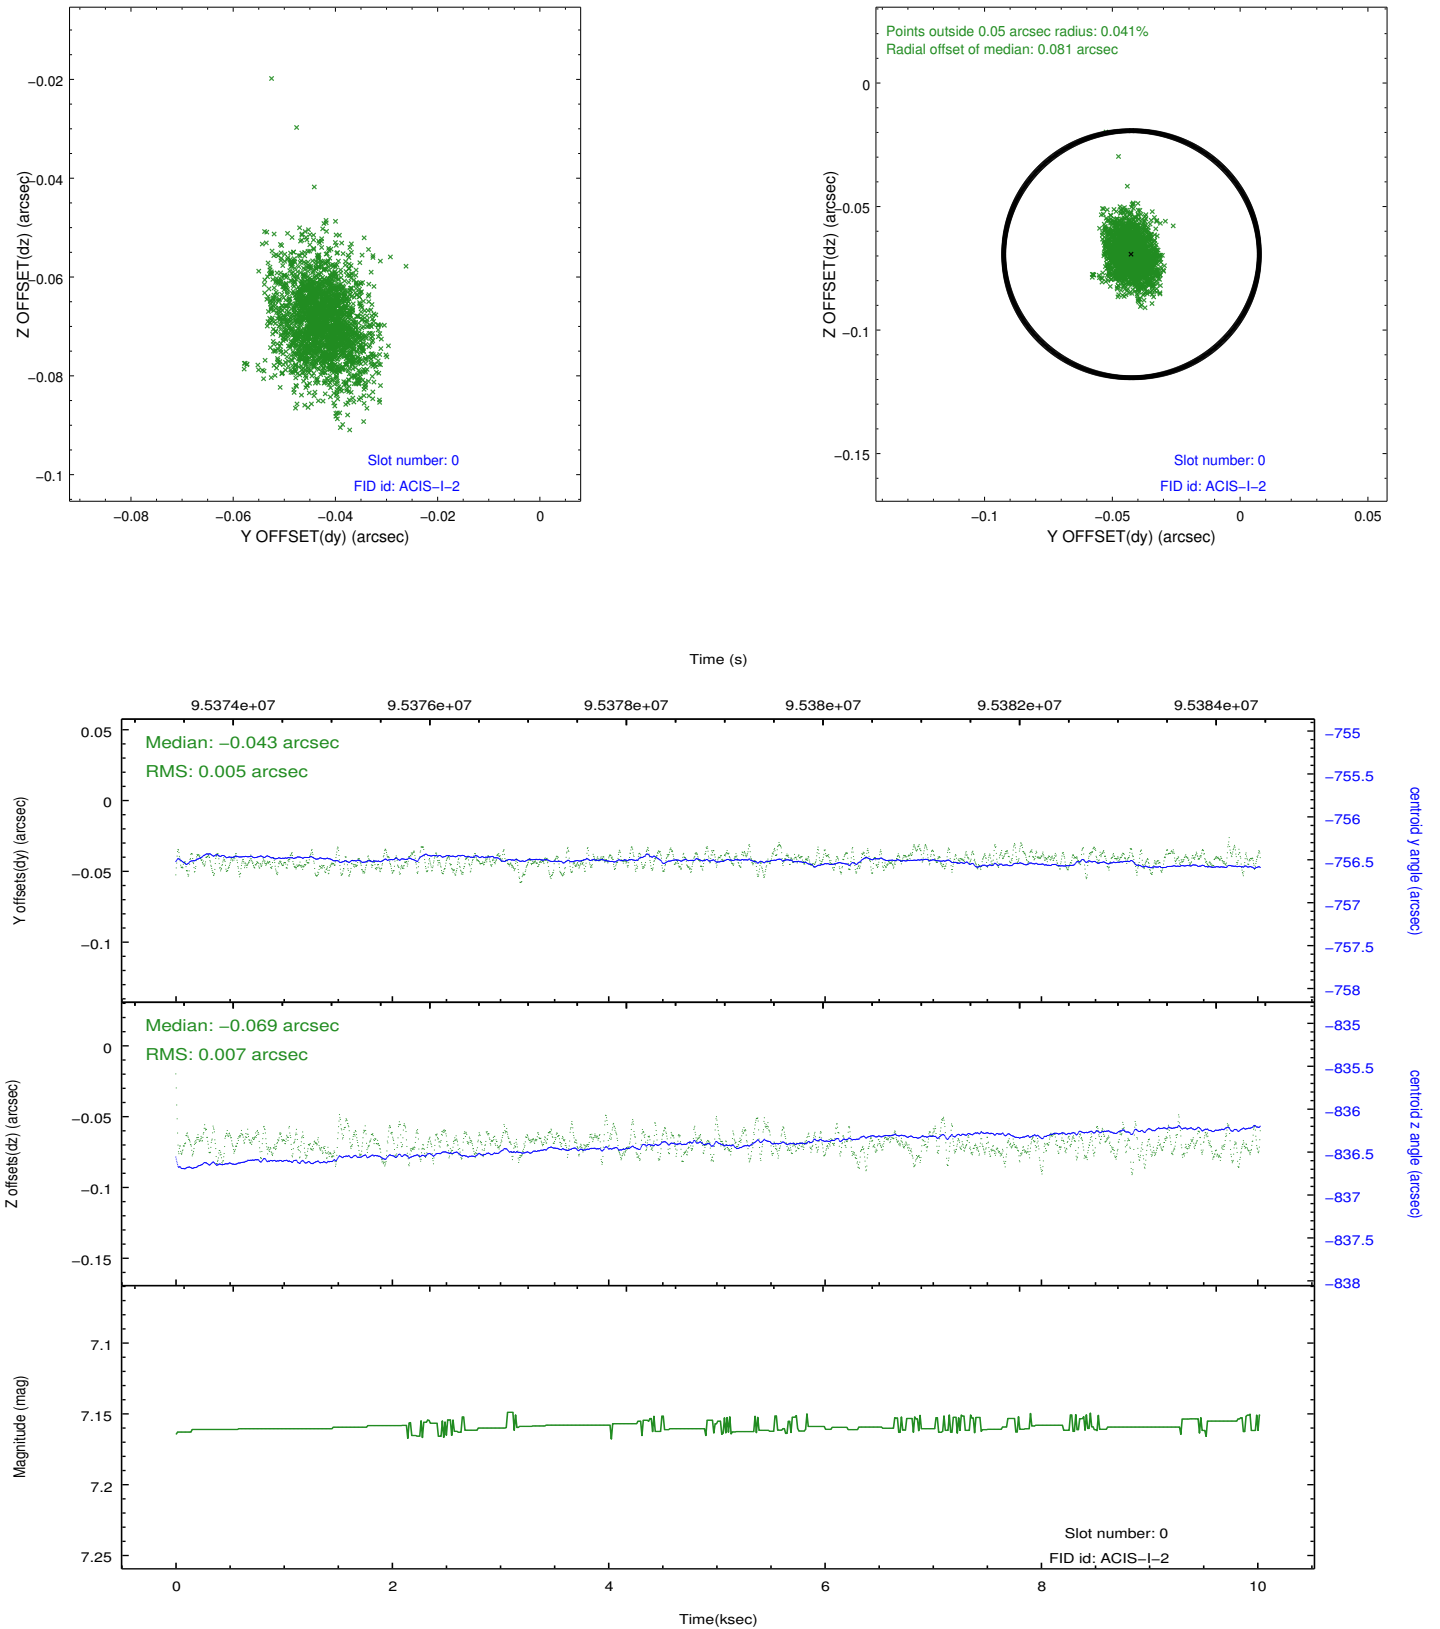 −0.02
−0.04
−0.06
−0.08
−0.1
Z OFFSET(dz) (arcsec)
Slot number: 0
FID id: ACIS−I−2
−0.08 −0.06 −0.04 −0.02 0
Y OFFSET(dy) (arcsec)
Points outside 0.05 arcsec radius: 0.041%
Radial offset of median: 0.081 arcsec
0
−0.05
−0.1
−0.15
Z OFFSET(dz) (arcsec)
Slot number: 0
FID id: ACIS−I−2
−0.1 −0.05 0 0.05
Y OFFSET(dy) (arcsec)
Time (s)
9.5374e+07 9.5376e+07 9.5378e+07 9.538e+07 9.5382e+07 9.5384e+07
Median: −0.043 arcsec
RMS: 0.005 arcsec
0.05
0
−0.05
−0.1
Y offsets(dy) (arcsec)
−755
−755.5
−756
−756.5
−757
−757.5
−758
centroid y angle (arcsec)
Median: −0.069 arcsec
RMS: 0.007 arcsec
0
−0.05
−0.1
−0.15
Z offsets(dz) (arcsec)
−835
−835.5
−836
−836.5
−837
−837.5
−838
centroid z angle (arcsec)
7.1
7.15
7.2
7.25
Magnitude (mag)
Slot number: 0
FID id: ACIS−I−2
0 2 4 6 8 10
Time(ksec)